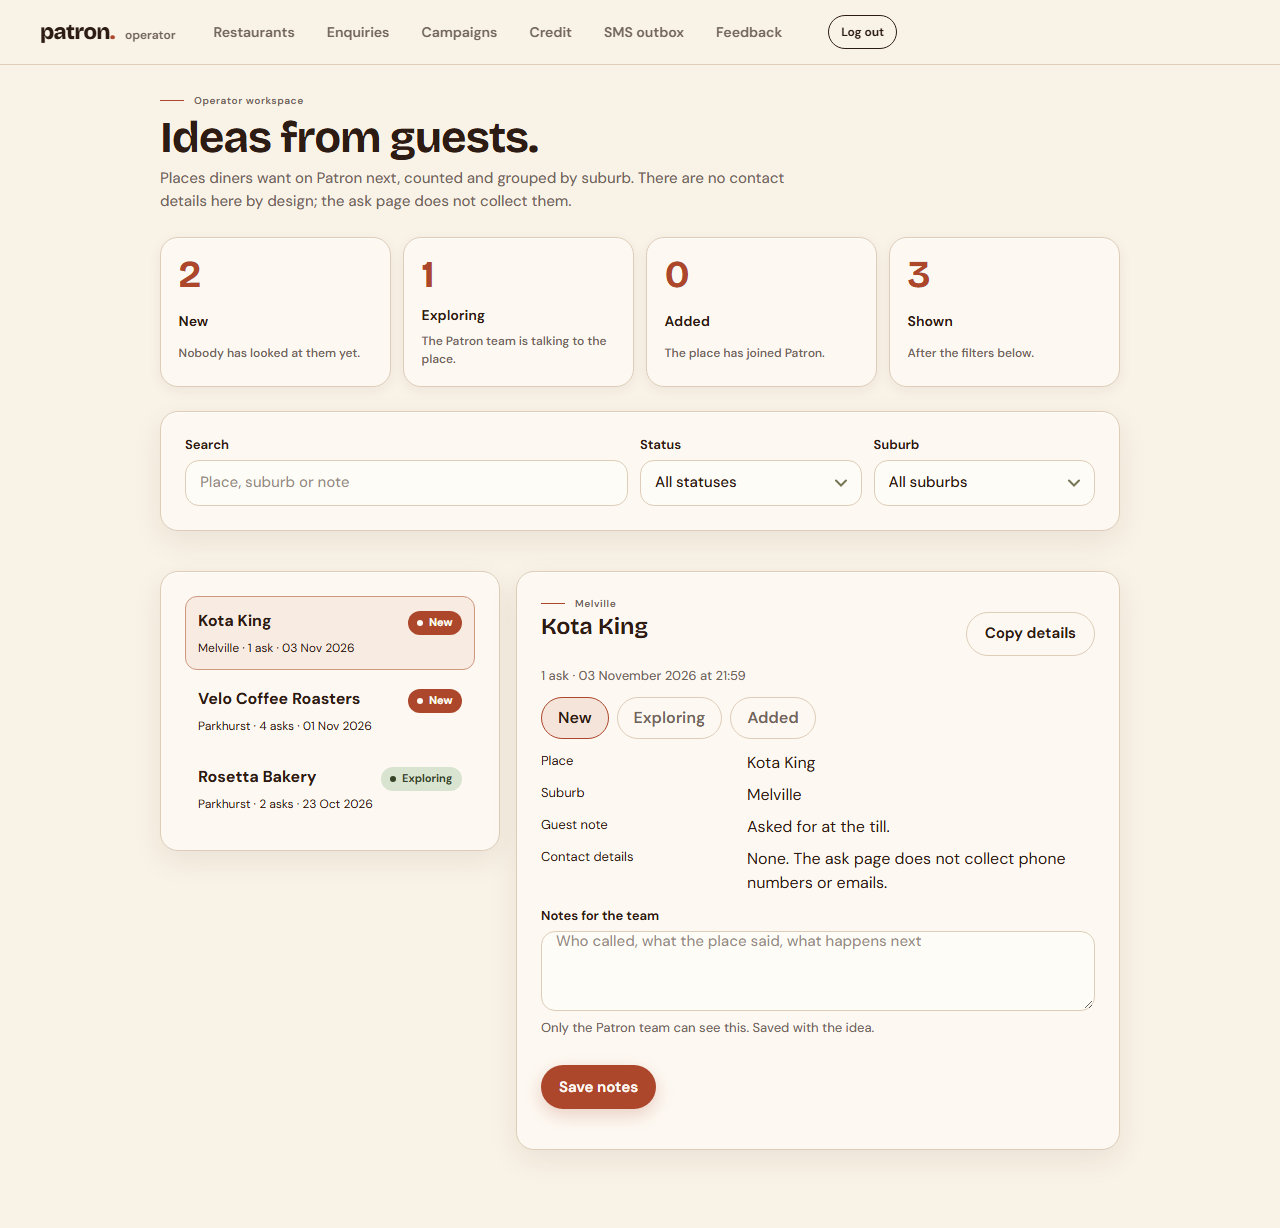 patron. operator Restaurants Enquiries Campaigns Credit SMS outbox Feedback Log out
Operator workspace
Ideas from guests.
Places diners want on Patron next, counted and grouped by suburb. There are no contact
details here by design; the ask page does not collect them.
2
New
Nobody has looked at them yet.
1
Exploring
The Patron team is talking to the
place.
0
Added
The place has joined Patron.
3
Shown
After the filters below.
Search
Place, suburb or note
Status
All statuses
Suburb
All suburbs
Kota King New
Melville · 1 ask · 03 Nov 2026
Velo Coffee Roasters New
Parkhurst · 4 asks · 01 Nov 2026
Rosetta Bakery Exploring
Parkhurst · 2 asks · 23 Oct 2026
Melville
Kota King
Copy details
1 ask · 03 November 2026 at 21:59
New Exploring Added
Place Kota King
Suburb Melville
Guest note Asked for at the till.
Contact details None. The ask page does not collect phone
numbers or emails.
Notes for the team
Who called, what the place said, what happens next
Only the Patron team can see this. Saved with the idea.
Save notes